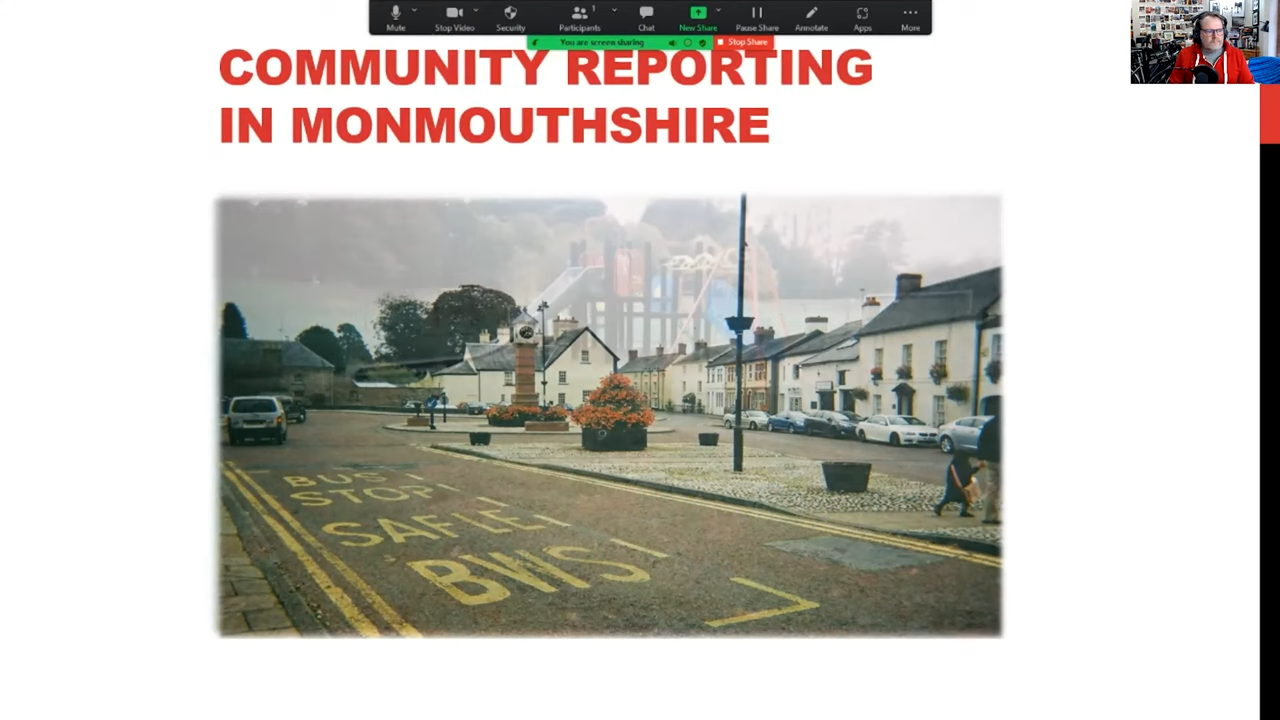 Mute
Stop Video
Security
Participants
1
Chat
New Share
Pause Share
Annotate
Apps
More
You are screen sharing
Stop Share
COMMUNITY REPORTING
IN MONMOUTHSHIRE
BUS
STOP
SAFLE
BWS